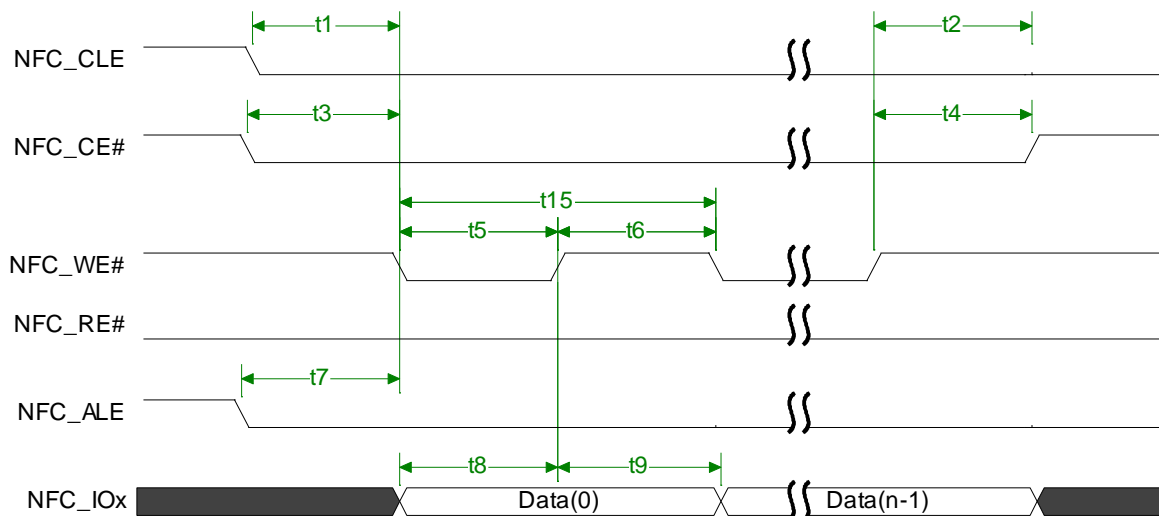 t1
t2
NFC_CLE
t3
t4
NFC_CE#
t15
t5
t6
NFC_WE#
NFC_RE#
t7
NFC_ALE
t8
t9
NFC_IOx
Data(0)
Data(n-1)